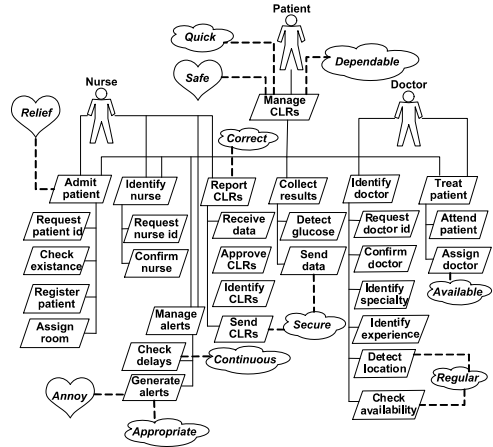 Patient
Quick
Dependable
Safe
Manage
CLRs
Nurse
Doctor
Relief
Correct
Admit
patient
Identify
nurse
Report
CLRs
Collect
results
Identify
doctor
Treat
patient
Request
patient id
Request
nurse id
Receive
data
Detect
glucose
Request
doctor id
Attend
patient
Check
existance
Confirm
nurse
Approve
CLRs
Send
data
Confirm
doctor
Assign
doctor
Register
patient
Identify
CLRs
Identify
specialty
Available
Assign
room
Manage
alerts
Send
CLRs
Secure
Identify
experience
Check
delays
Continuous
Detect
location
Regular
Annoy
Generate
alerts
Check
availability
Appropriate